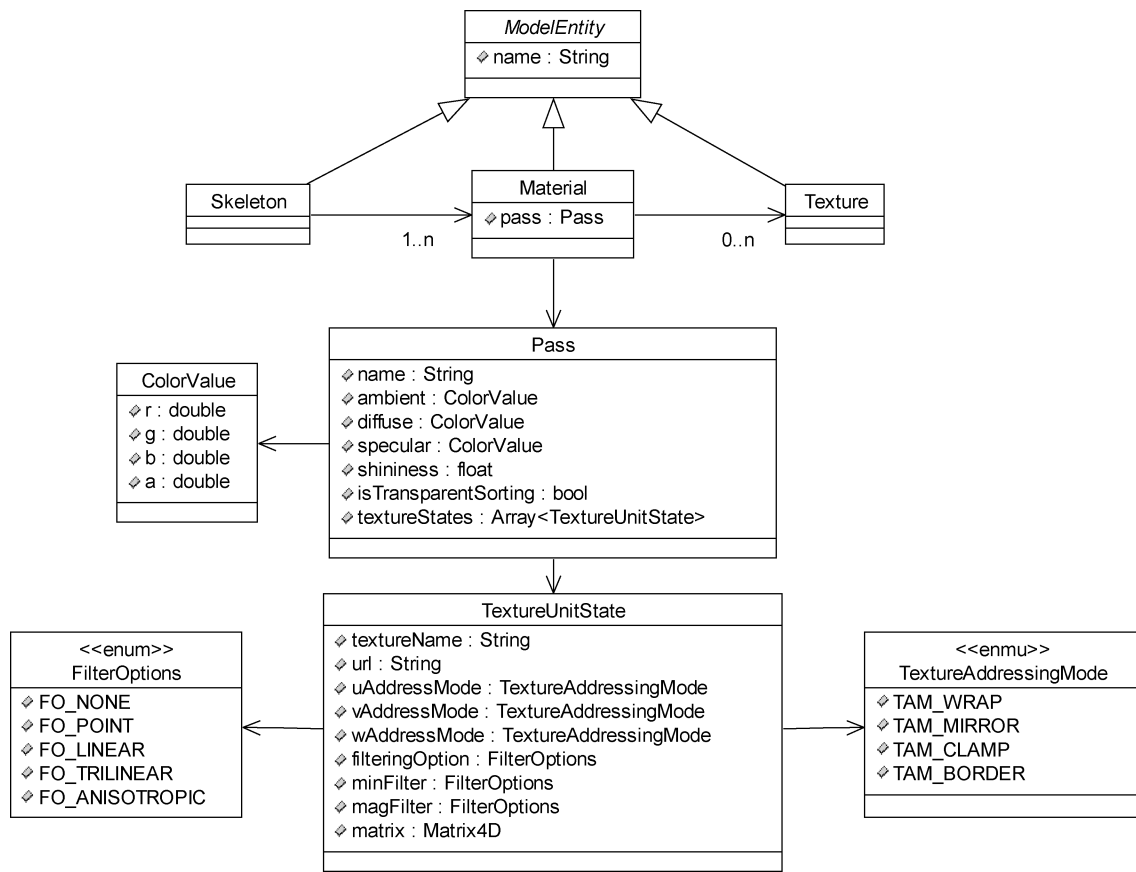 ModelEntity
name : String
Skeleton
Material
pass : Pass
Texture
1..n
0..n
Pass
name : String
ambient : ColorValue
diffuse : ColorValue
specular : ColorValue
shininess : float
isTransparentSorting : bool
textureStates : Array<TextureUnitState>
ColorValue
r : double
g : double
b : double
a : double
TextureUnitState
textureName : String
url : String
uAddressMode : TextureAddressingMode
vAddressMode : TextureAddressingMode
wAddressMode : TextureAddressingMode
filteringOption : FilterOptions
minFilter : FilterOptions
magFilter : FilterOptions
matrix : Matrix4D
<<enum>>
FilterOptions
FO_NONE
FO_POINT
FO_LINEAR
FO_TRILINEAR
FO_ANISOTROPIC
<<enmu>>
TextureAddressingMode
TAM_WRAP
TAM_MIRROR
TAM_CLAMP
TAM_BORDER